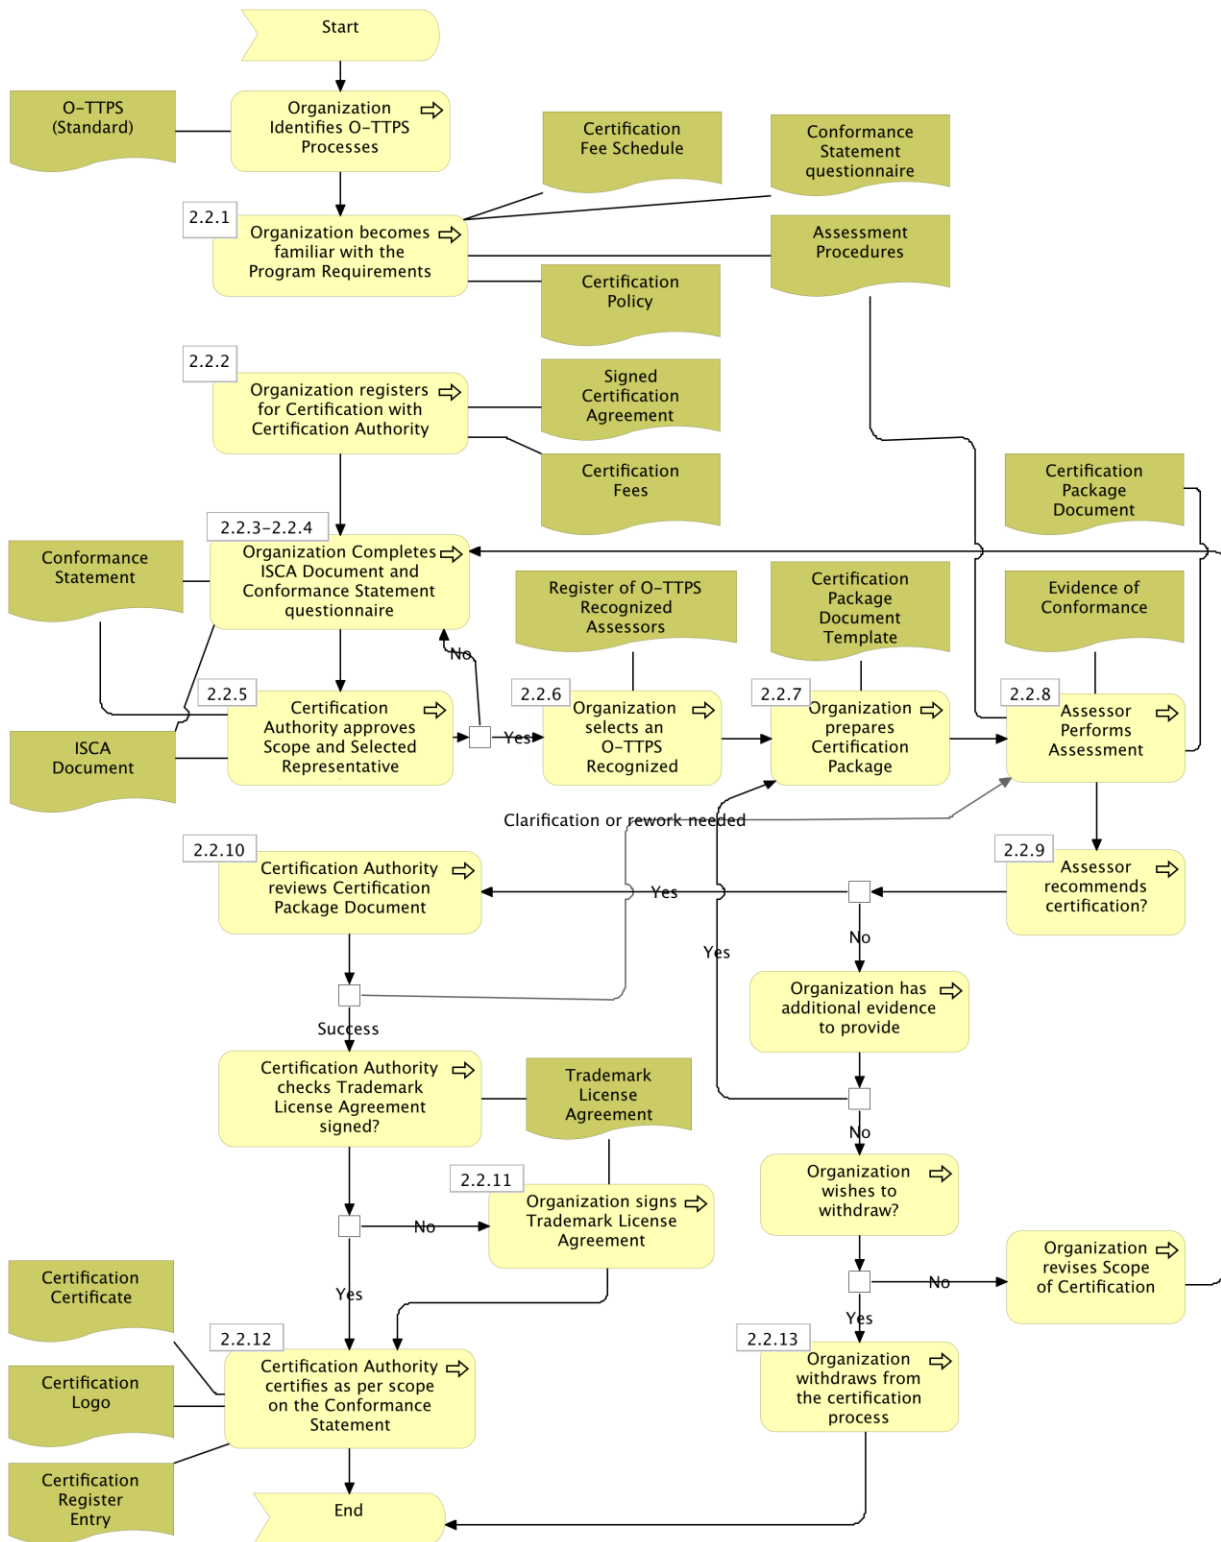 Start
O-TTPS
(Standard)
Organization
Identifies O-TTPS
Processes
Certification
Fee Schedule
Conformance
Statement
questionnaire
2.2.1
Organization becomes
familiar with the
Program Requirements
Assessment
Procedures
Certification
Policy
2.2.2
Organization registers
for Certification with
Certification Authority
Signed
Certification
Agreement
Certification
Fees
Certification
Package
Document
2.2.3-2.2.4
Organization Completes
ISCA Document and
Conformance Statement
questionnaire
Conformance
Statement
Register of O-TTPS
Recognized
Assessors
Certification
Package
Document
Template
Evidence of
Conformance
No
2.2.5
Certification
Authority approves
Scope and Selected
Representative
Yes
2.2.6
Organization
selects an
O-TTPS
Recognized
2.2.7
Organization
prepares
Certification
Package
2.2.8
Assessor
Performs
Assessment
ISCA
Document
Clarification or rework needed
2.2.10
Certification Authority
reviews Certification
Package Document
Yes
2.2.9
Assessor
recommends
certification?
No
Yes
Organization has
additional evidence
to provide
Success
Certification Authority
checks Trademark
License Agreement
signed?
Trademark
License
Agreement
No
Organization
wishes to
withdraw?
2.2.11
Organization signs
Trademark License
Agreement
No
Yes
No
Organization
revises Scope
of Certification
Yes
Certification
Certificate
2.2.12
Certification Authority
certifies as per scope
on the Conformance
Statement
2.2.13
Organization
withdraws from
the certification
process
Certification
Logo
Certification
Register
Entry
End